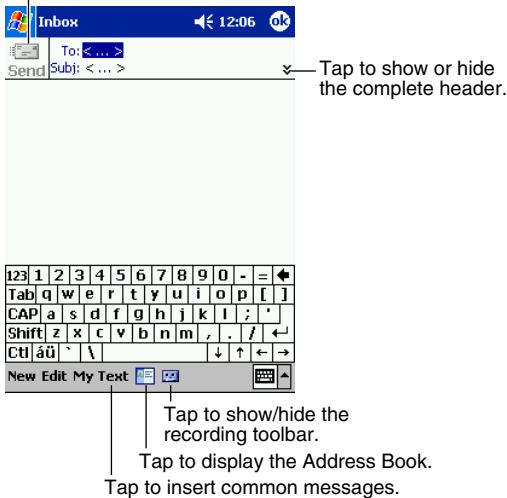 Inbox 12:06 ok
To: < ... >
Send Subj: < ... >
Tap to show or hide
the complete header.
123 1 2 3 4 5 6 7 8 9 0 - =
Tab q w e r t y u i o p [ ]
CAP a s d f g h j k l ; '
Shift z x c v b n m , . /
Ctl áü ` \ ↓ ↑ ← →
New Edit My Text
Tap to show/hide the
recording toolbar.
Tap to display the Address Book.
Tap to insert common messages.